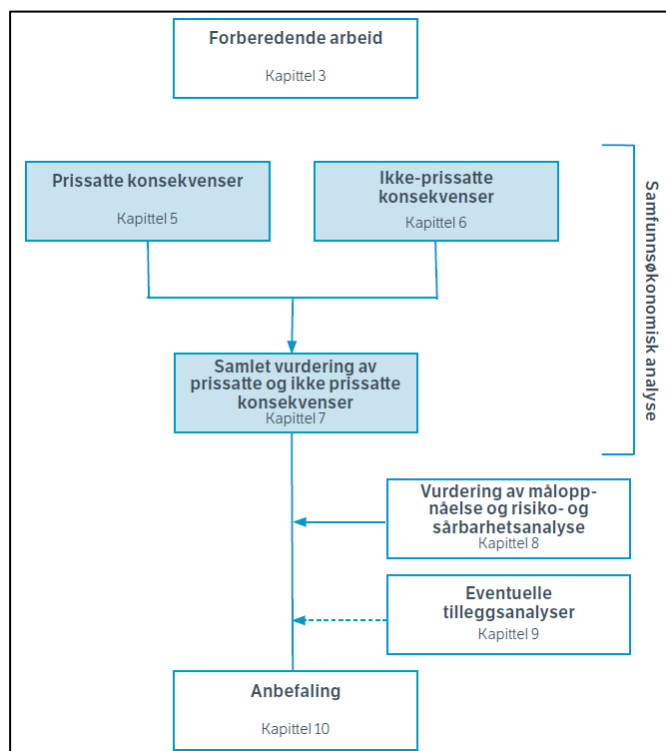 Forberedende arbeid
Kapittel 3
Prissatte konsekvenser
Kapittel 5
Ikke-prissatte
konsekvenser
Kapittel 6
Samfunnsøkonomisk analyse
Samlet vurdering av
prissatte og ikke prissatte
konsekvenser
Kapittel 7
Vurdering av målopp-
nåelse og risiko- og
sårbarhetsanalyse
Kapittel 8
Eventuelle
tilleggsanalyser
Kapittel 9
Anbefaling
Kapittel 10